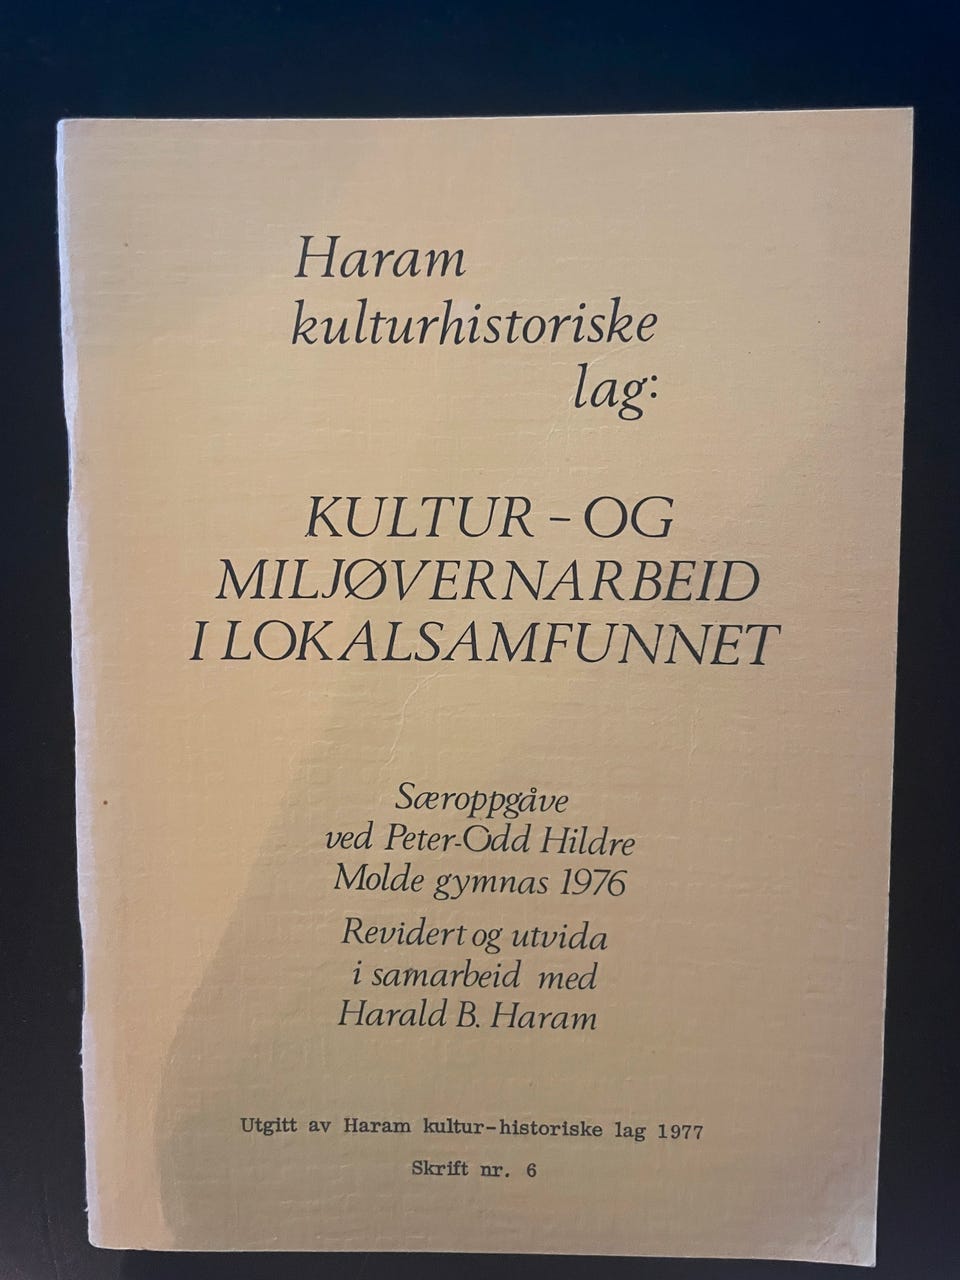 Haram
kulturhistoriske
lag:
KULTUR - OG
MILJØVERNARBEID
I LOKALSAMFUNNET
Særoppgåve
ved Peter-Odd Hildre
Molde gymnas 1976
Revidert og utvida
i samarbeid med
Harald B. Haram
Utgitt av Haram kultur-historiske lag 1977
Skrift nr. 6